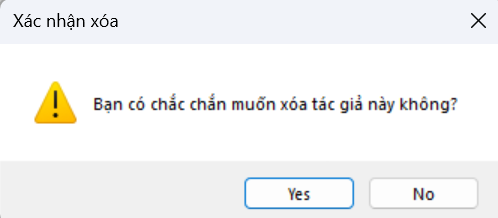 Xác nhận xóa
Bạn có chắc chắn muốn xóa tác giả này không?
Yes
No